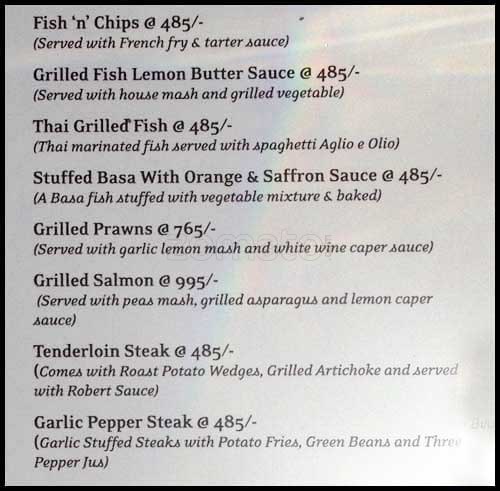 Fish ‘n’ Chips @ 485/-
(Served with French fry & tarter sauce)
Grilled Fish Lemon Butter Sauce @ 485/-
(Served with house mash and grilled vegetable)
Thai Grilled Fish @ 485/-
(Thai marinated fish served with spaghetti Aglio e Olio)
Stuffed Basa With Orange & Saffron Sauce @ 485/-
(A Basa fish stuffed with vegetable mixture & baked)
Grilled Prawns @ 765/-
zomato
(Served with garlic lemon mash and white wine caper sauce)
Grilled Salmon @ 995/-
(Served with peas mash, grilled asparagus and lemon caper
sauce)
Tenderloin Steak @ 485/-
(Comes with Roast Potato Wedges, Grilled Artichoke and served
with Robert Sauce)
Garlic Pepper Steak @ 485/-
(Garlic Stuffed Steaks with Potato Fries, Green Beans and Three
Pepper Jus)